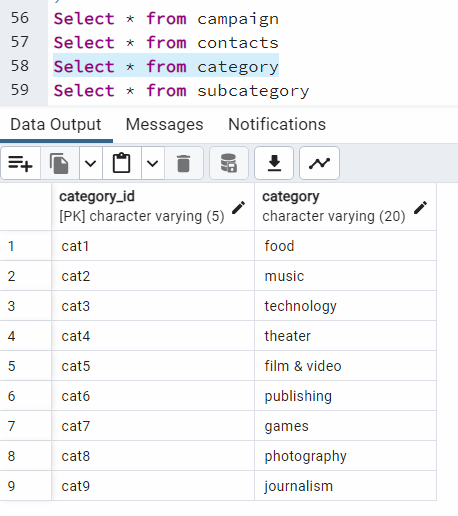 56 Select * from campaign
57 Select * from contacts
58 Select * from category
59 Select * from subcategory
Data Output Messages Notifications
category_id category
[PK] character varying (5) character varying (20)
1 cat1 food
2 cat2 music
3 cat3 technology
4 cat4 theater
5 cat5 film & video
6 cat6 publishing
7 cat7 games
8 cat8 photography
9 cat9 journalism